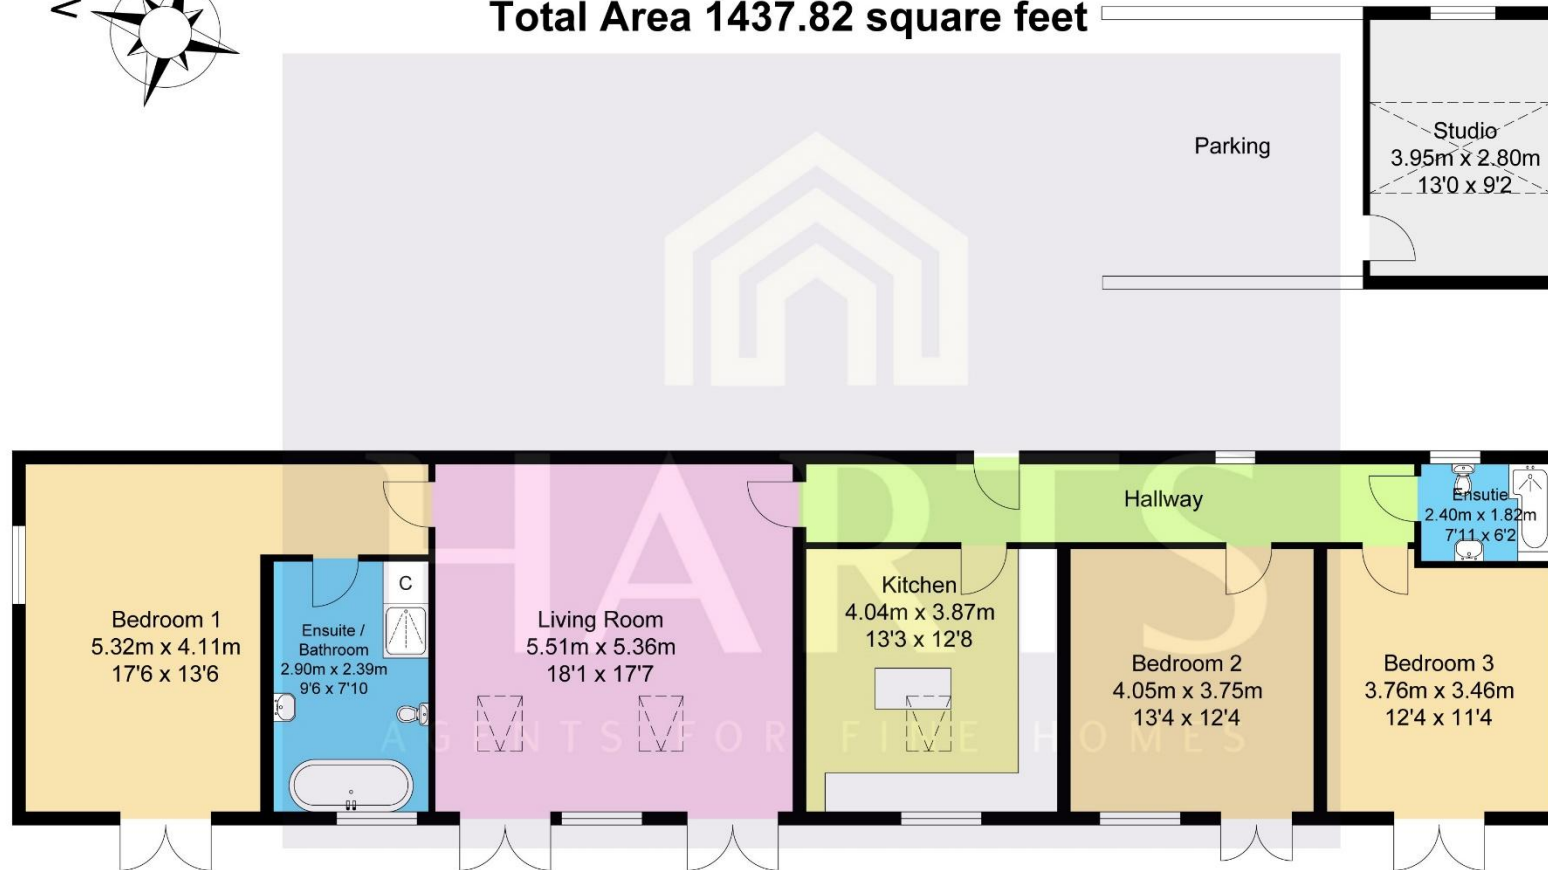 Total Area 1437.82 square feet
Parking
Studio
3.95m x 2.80m
13'0 x 9'2
HARTS
AGENTS FOR FINE HOMES
Hallway
Ensutie
2.40m x 1.82m
7'11 x 6'2
Bedroom 1
5.32m x 4.11m
17'6 x 13'6
C
Ensuite /
Bathroom
2.90m x 2.39m
9'6 x 7'10
Living Room
5.51m x 5.36m
18'1 x 17'7
Kitchen
4.04m x 3.87m
13'3 x 12'8
Bedroom 2
4.05m x 3.75m
13'4 x 12'4
Bedroom 3
3.76m x 3.46m
12'4 x 11'4